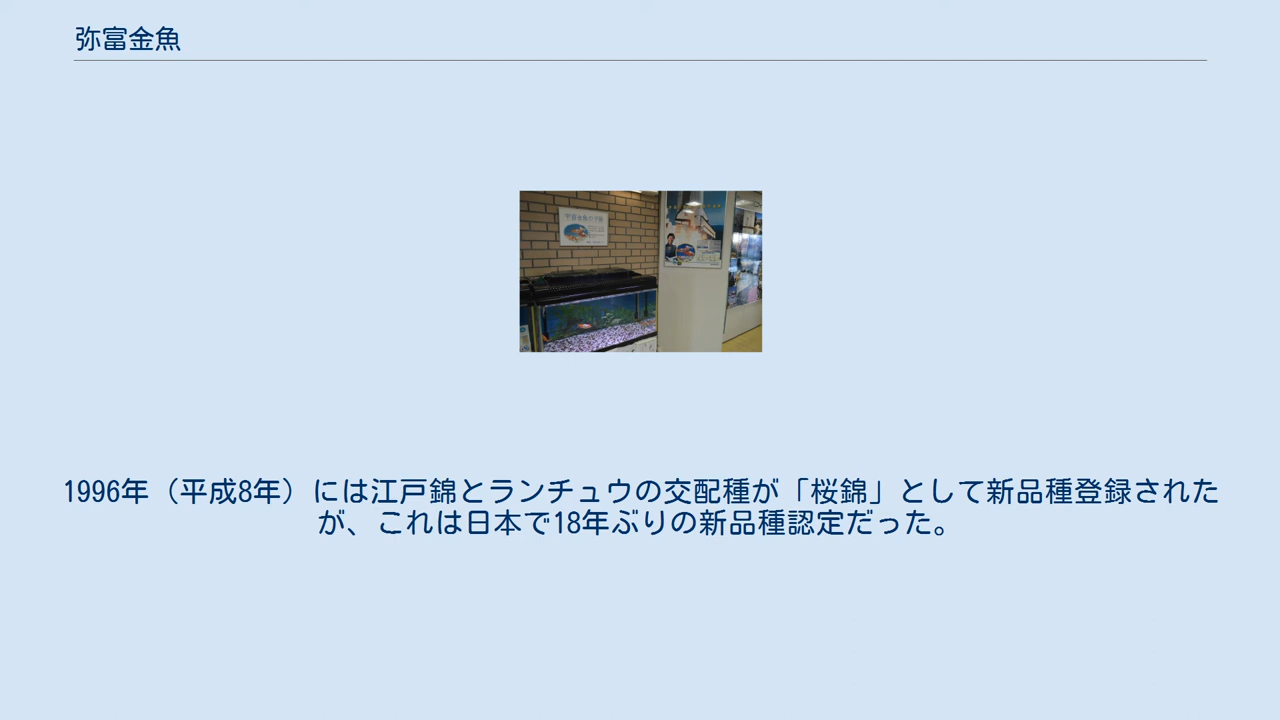 弥富金魚
1996年（平成8年）には江戸錦とランチュウの交配種が「桜錦」として新品種登録された
が、これは日本で18年ぶりの新品種認定だった。